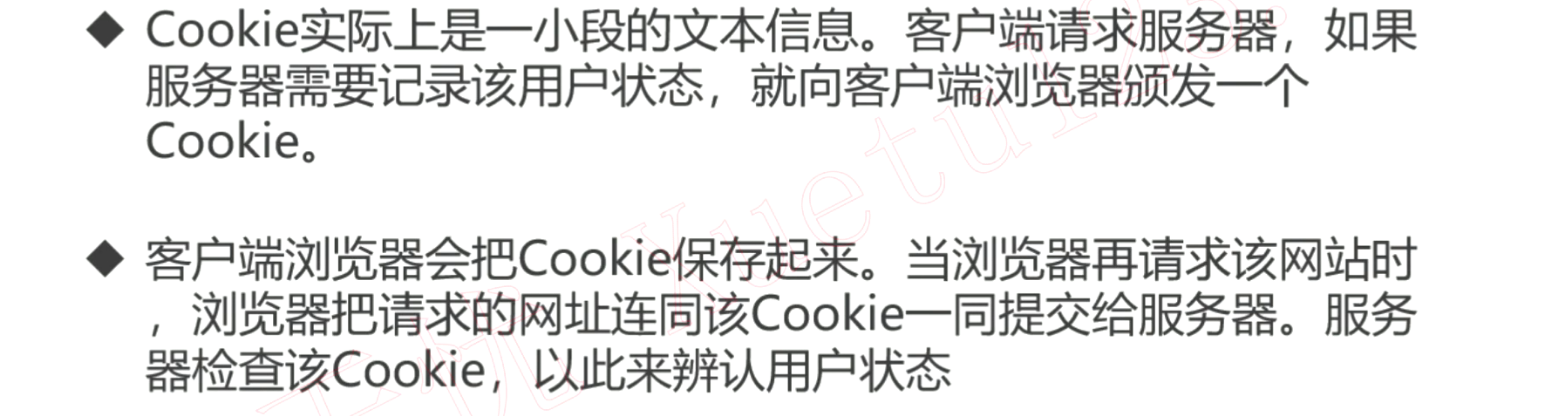 ◆ Cookie实际上是一小段的文本信息。客户端请求服务器，如果
服务器需要记录该用户状态，就向客户端浏览器颁发一个
Cookie。
◆ 客户端浏览器会把Cookie保存起来。当浏览器再请求该网站时
，浏览器把请求的网址连同该Cookie一同提交给服务器。服务
器检查该Cookie，以此来辨认用户状态